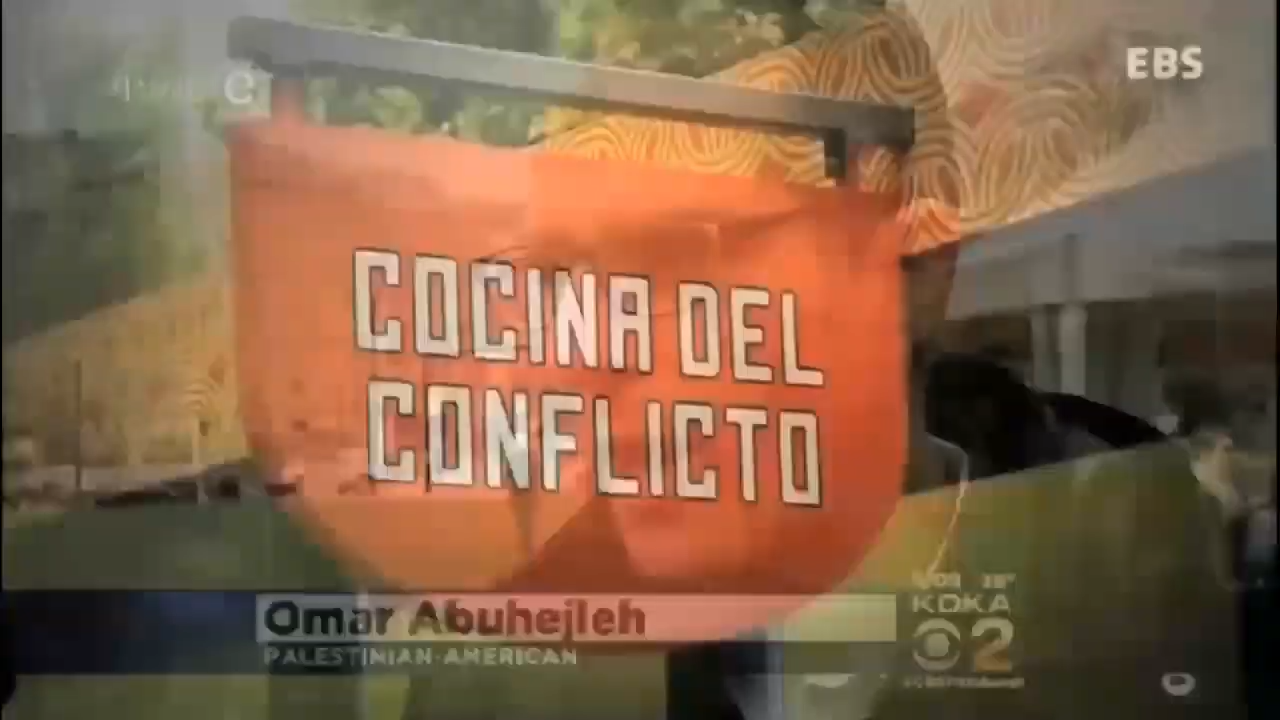 EBS
COCINA DEL
CONFLICTO
Omar Abuhejleh
PALESTINIAN-AMERICAN
KDKA
2